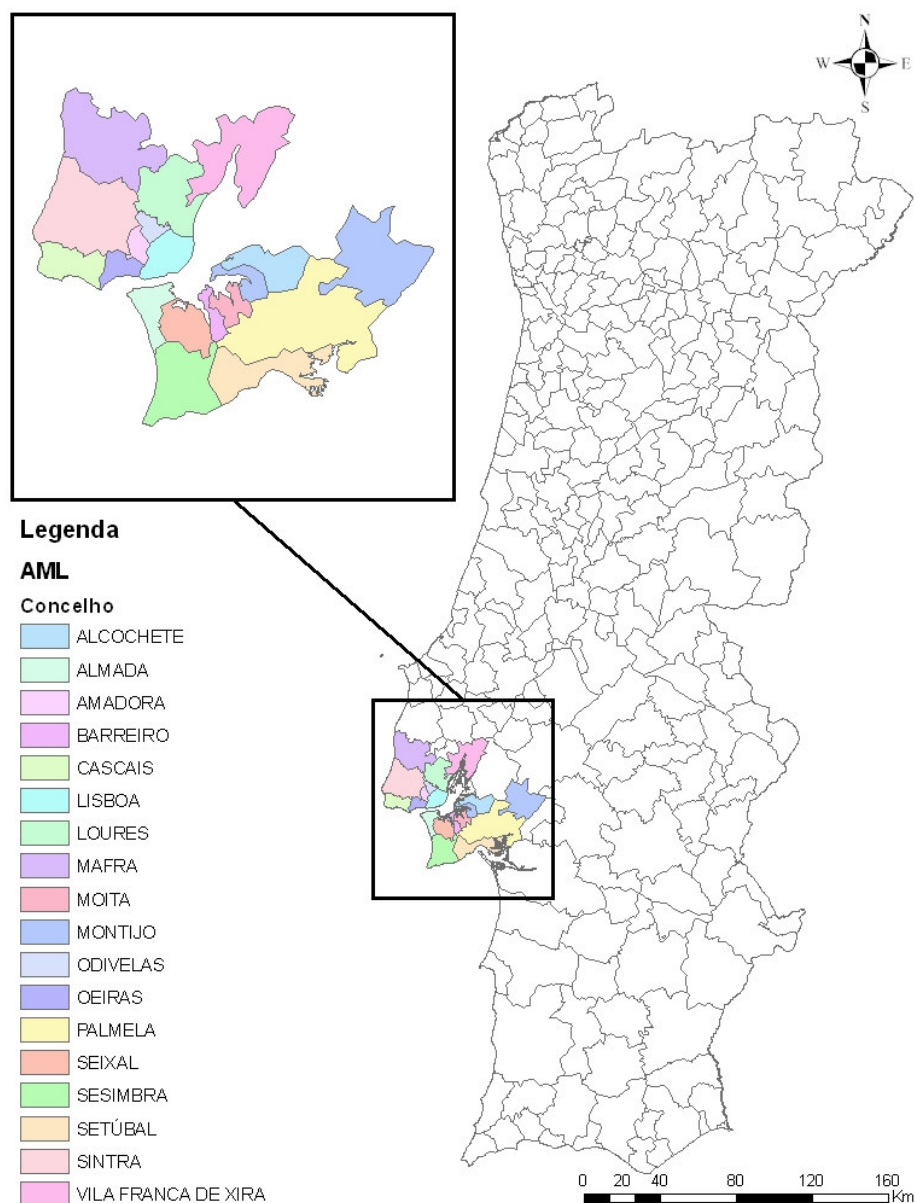 N
W E
S
Legenda
AML
Concelho
ALCOCHETE
ALMADA
AMADORA
BARREIRO
CASCAIS
LISBOA
LOURES
MAFRA
MOITA
MONTIJO
ODIVELAS
OEIRAS
PALMELA
SEIXAL
SESIMBRA
SETÚBAL
SINTRA
VILA FRANCA DE XIRA
0 20 40 80 120 160
Km